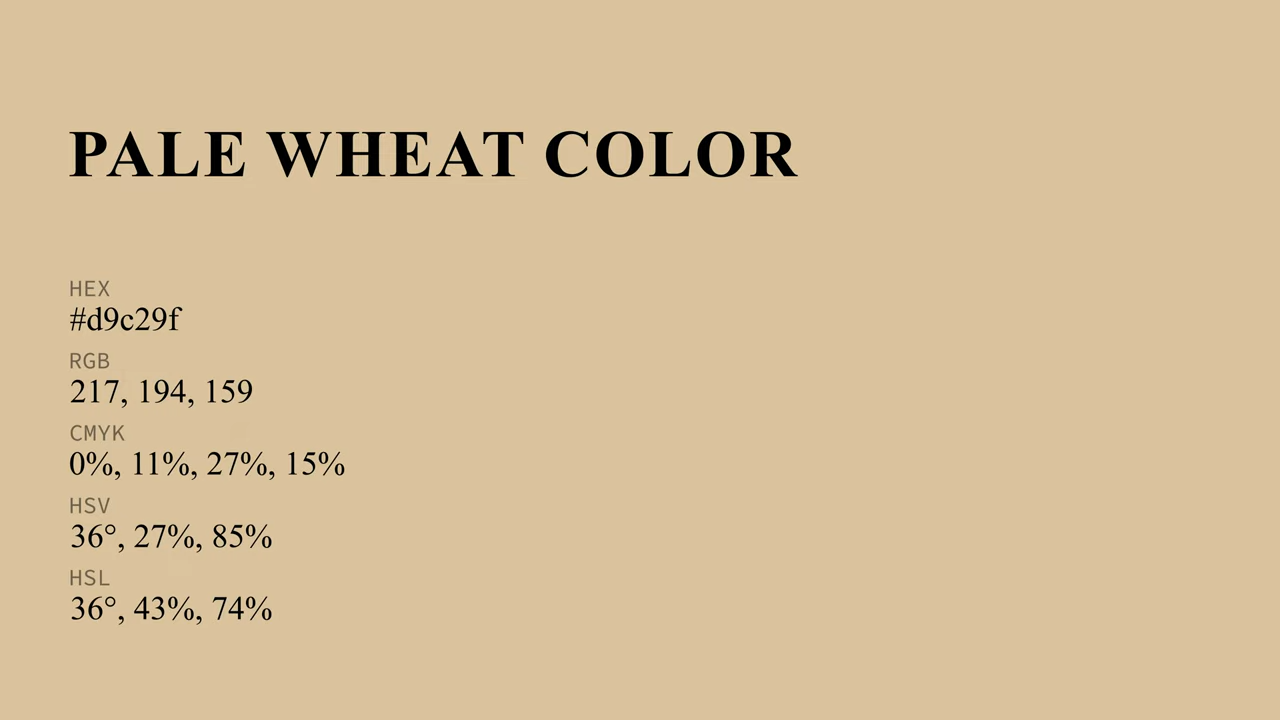 PALE WHEAT COLOR
HEX
#d9c29f
RGB
217, 194, 159
CMYK
0%, 11%, 27%, 15%
HSV
36°, 27%, 85%
HSL
36°, 43%, 74%